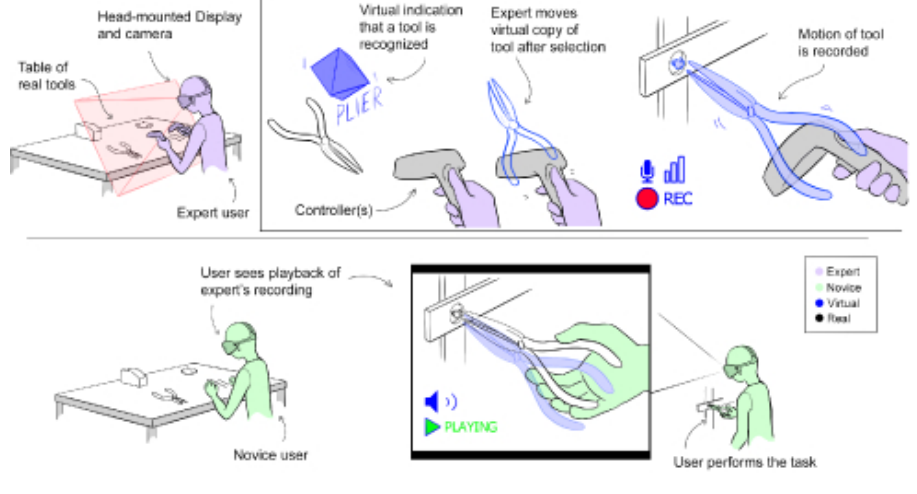 Head-mounted Display
and camera
Table of
real tools
Expert user
Virtual indication
that a tool is
recognized
PLIER
Controller(s)
Expert moves
virtual copy of
tool after selection
Motion of tool
is recorded
REC
User sees playback of
expert's recording
Novice user
PLAYING
User performs the task
Expert
Novice
Virtual
Real